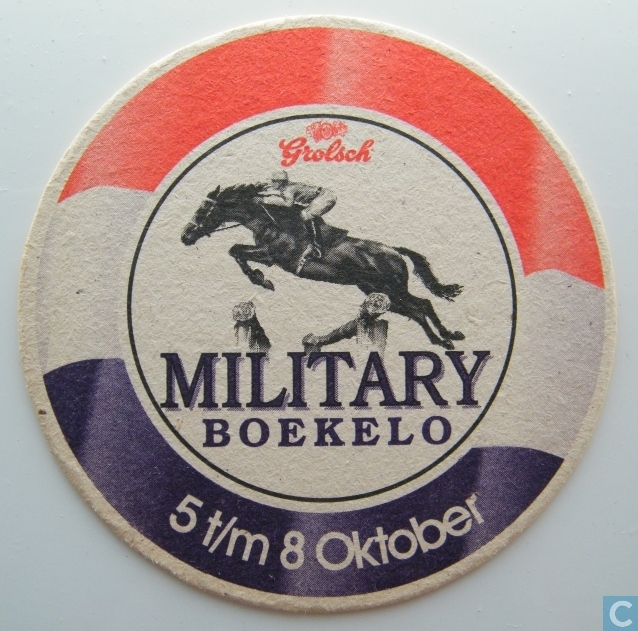 Grolsch
MILITARY
BOEKELO
5 t/m 8 Oktober
C